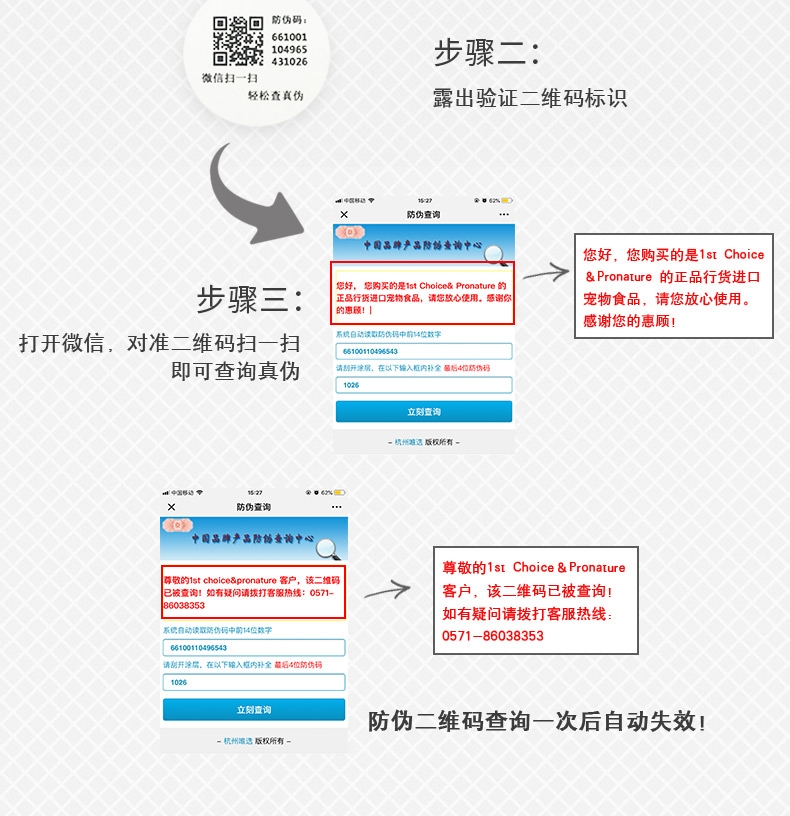 防伪码：
661001
104965
431026
微信扫一扫
轻松查真伪
步骤二：
露出验证二维码标识
中国移动 15:27 62%
防伪查询
中国品牌产品防伪查询中心
您好， 您购买的是1st Choice& Pronature 的
正品行货进口宠物食品，请您放心使用。感谢你
的惠顾！
系统自动读取防伪码中前14位数字
66100110496543
请刮开涂层，在以下输入框内补全 最后4位防伪码
1026
立刻查询
– 杭州唯选 版权所有 –
您好，您购买的是1st Choice
＆Pronature 的正品行货进口
宠物食品，请您放心使用。
感谢您的惠顾！
步骤三：
打开微信，对准二维码扫一扫
即可查询真伪
中国移动 15:27 62%
防伪查询
中国品牌产品防伪查询中心
尊敬的1st choice&pronature 客户，该二维码
已被查询！如有疑问请拨打客服热线：0571-
86038353
系统自动读取防伪码中前14位数字
66100110496543
请刮开涂层，在以下输入框内补全 最后4位防伪码
1026
立刻查询
– 杭州唯选 版权所有 –
尊敬的1st Choice＆Pronature
客户，该二维码已被查询！
如有疑问请拨打客服热线：
0571-86038353
防伪二维码查询一次后自动失效！